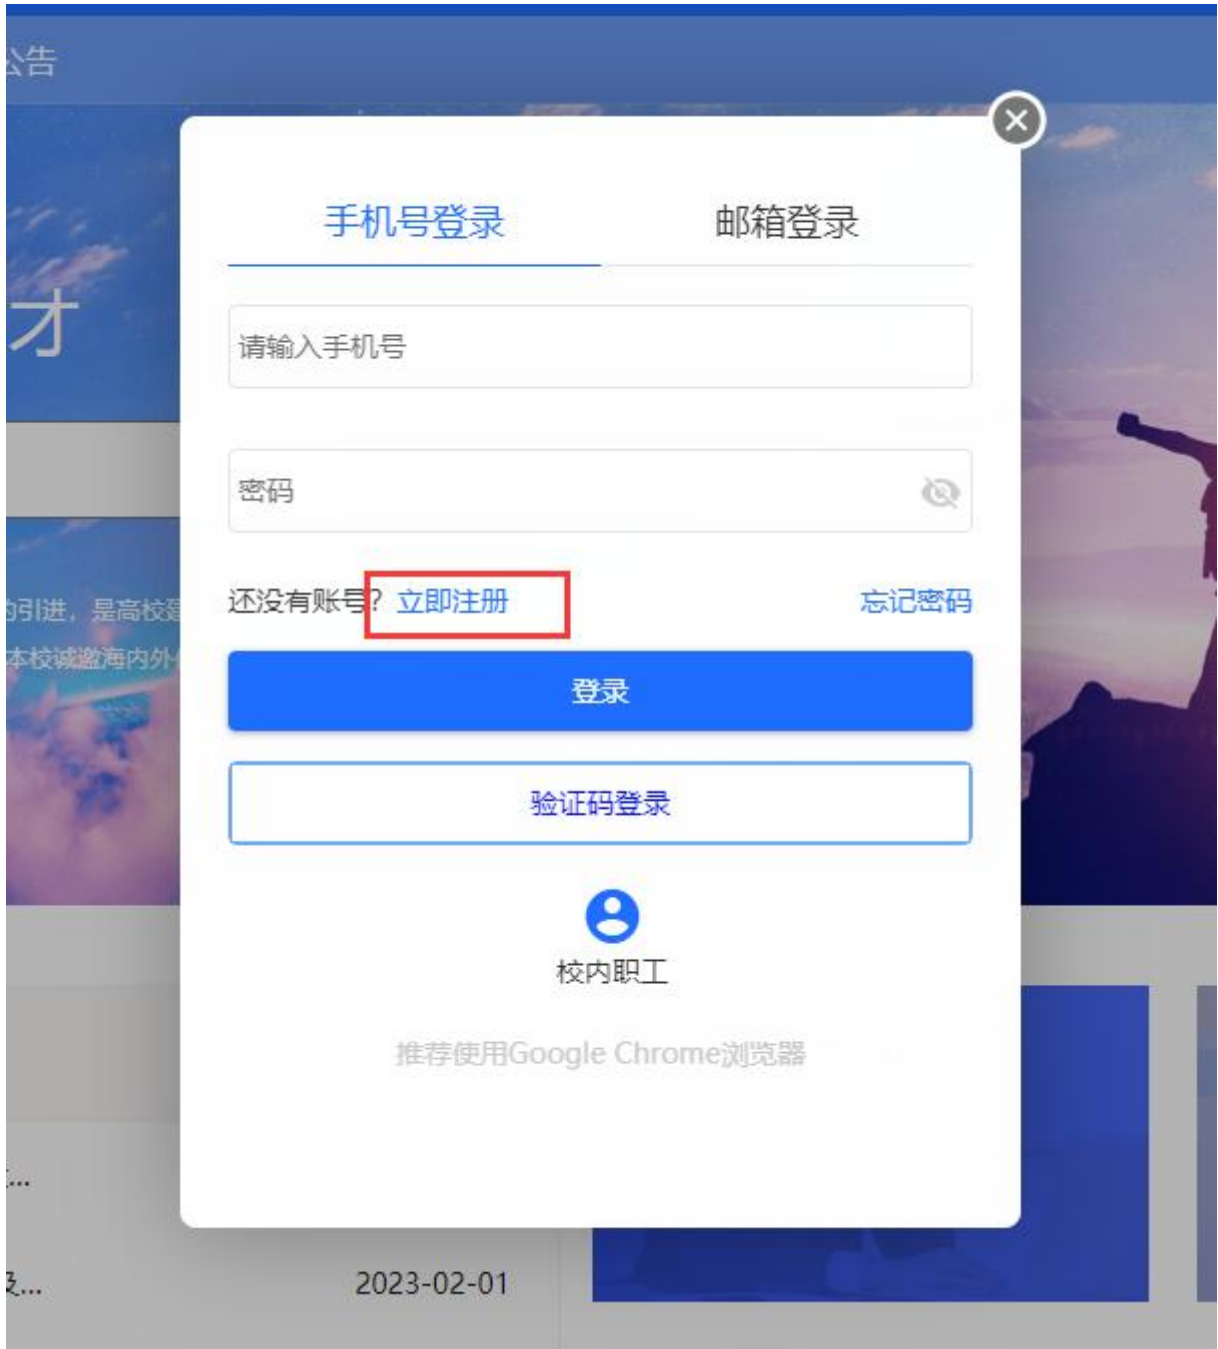 公告
手机号登录
邮箱登录
才
请输入手机号
密码
还没有账号？立即注册
忘记密码
的引进，是高校建
本校诚邀海内外
登录
验证码登录
校内职工
推荐使用Google Chrome浏览器
...
及...
2023-02-01